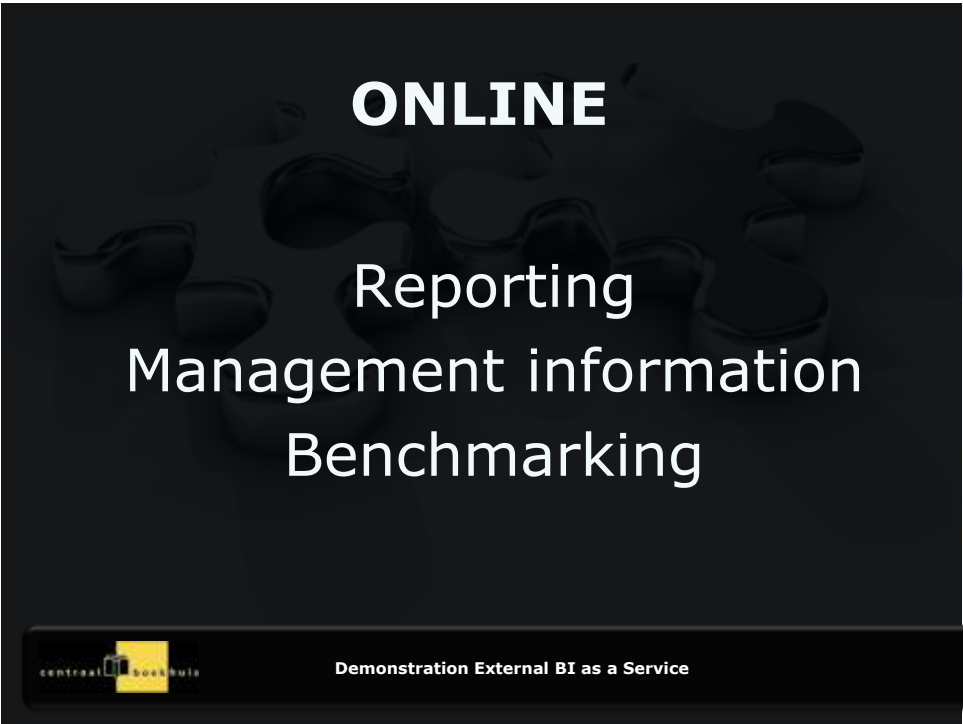 ONLINE
Reporting
Management information
Benchmarking
centraal boekhuis
Demonstration External BI as a Service